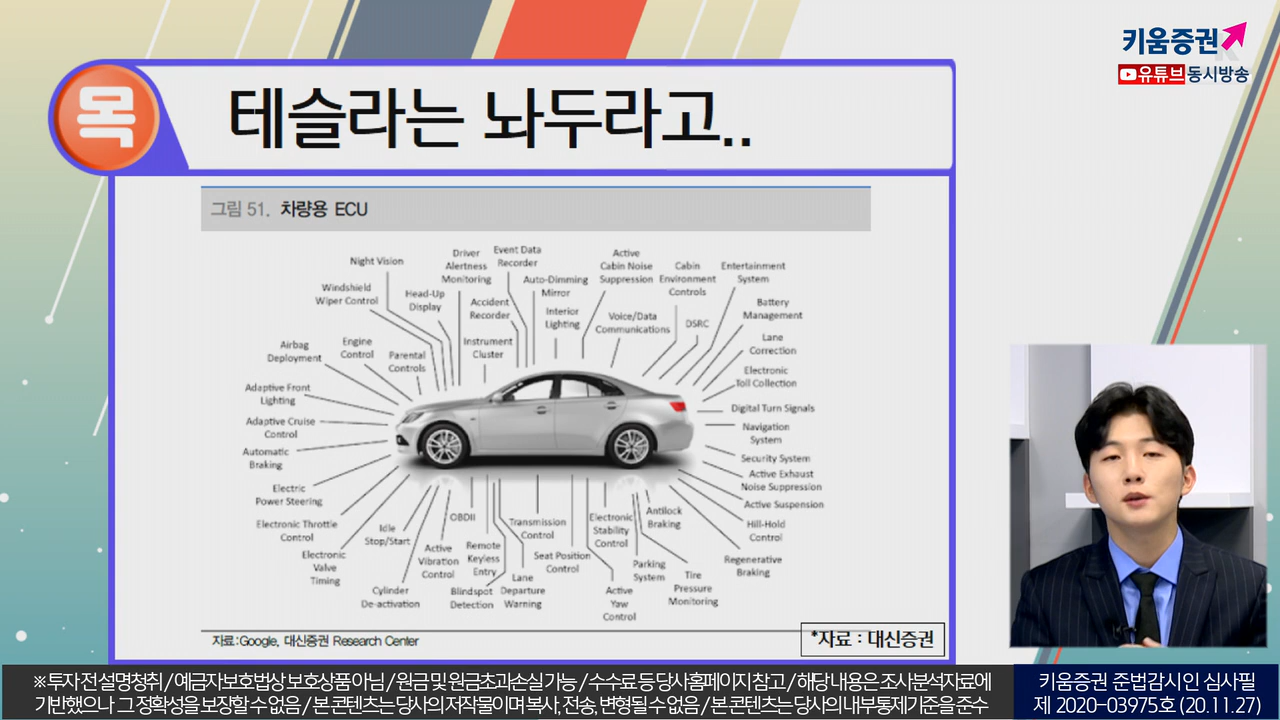 키움증권
유튜브 동시방송
목
테슬라는 놔두라고..
그림 51. 차량용 ECU
Night Vision
Driver
Alertness
Monitoring
Event Data
Recorder
Active
Cabin Noise
Suppression
Cabin
Environment
Controls
Entertainment
System
Windshield
Wiper Control
Head-Up
Display
Accident
Recorder
Auto-Dimming
Mirror
Interior
Lighting
Voice/Data
Communications
DSRC
Battery
Management
Airbag
Deployment
Engine
Control
Parental
Controls
Instrument
Cluster
Lane
Correction
Electronic
Toll Collection
Adaptive Front
Lighting
Digital Turn Signals
Adaptive Cruise
Control
Navigation
System
Automatic
Braking
Security System
Active Exhaust
Noise Suppression
Electric
Power Steering
Active Suspension
Electronic Throttle
Control
Idle
Stop/Start
OBDII
Transmission
Control
Electronic
Stability
Control
Antilock
Braking
Hill-Hold
Control
Electronic
Valve
Timing
Active
Vibration
Control
Remote
Keyless
Entry
Seat Position
Control
Parking
System
Regenerative
Braking
Cylinder
De-activation
Blindspot
Detection
Lane
Departure
Warning
Active
Yaw
Control
Tire
Pressure
Monitoring
자료:Google, 대신증권 Research Center
*자료 : 대신증권
※ 투자 전 설명청취 / 예금자보호법상 보호상품 아님 / 원금 및 원금초과손실 가능 / 수수료 등 당사홈페이지 참고 / 해당 내용은 조사분석자료에
기반했으나 그 정확성을 보장할 수 없음 / 본 콘텐츠는 당사의 저작물이며 복사, 전송, 변형될 수 없음 / 본 콘텐츠는 당사의 내부통제기준을 준수
키움증권 준법감시인 심사필
제 2020-03975호 (20.11.27)